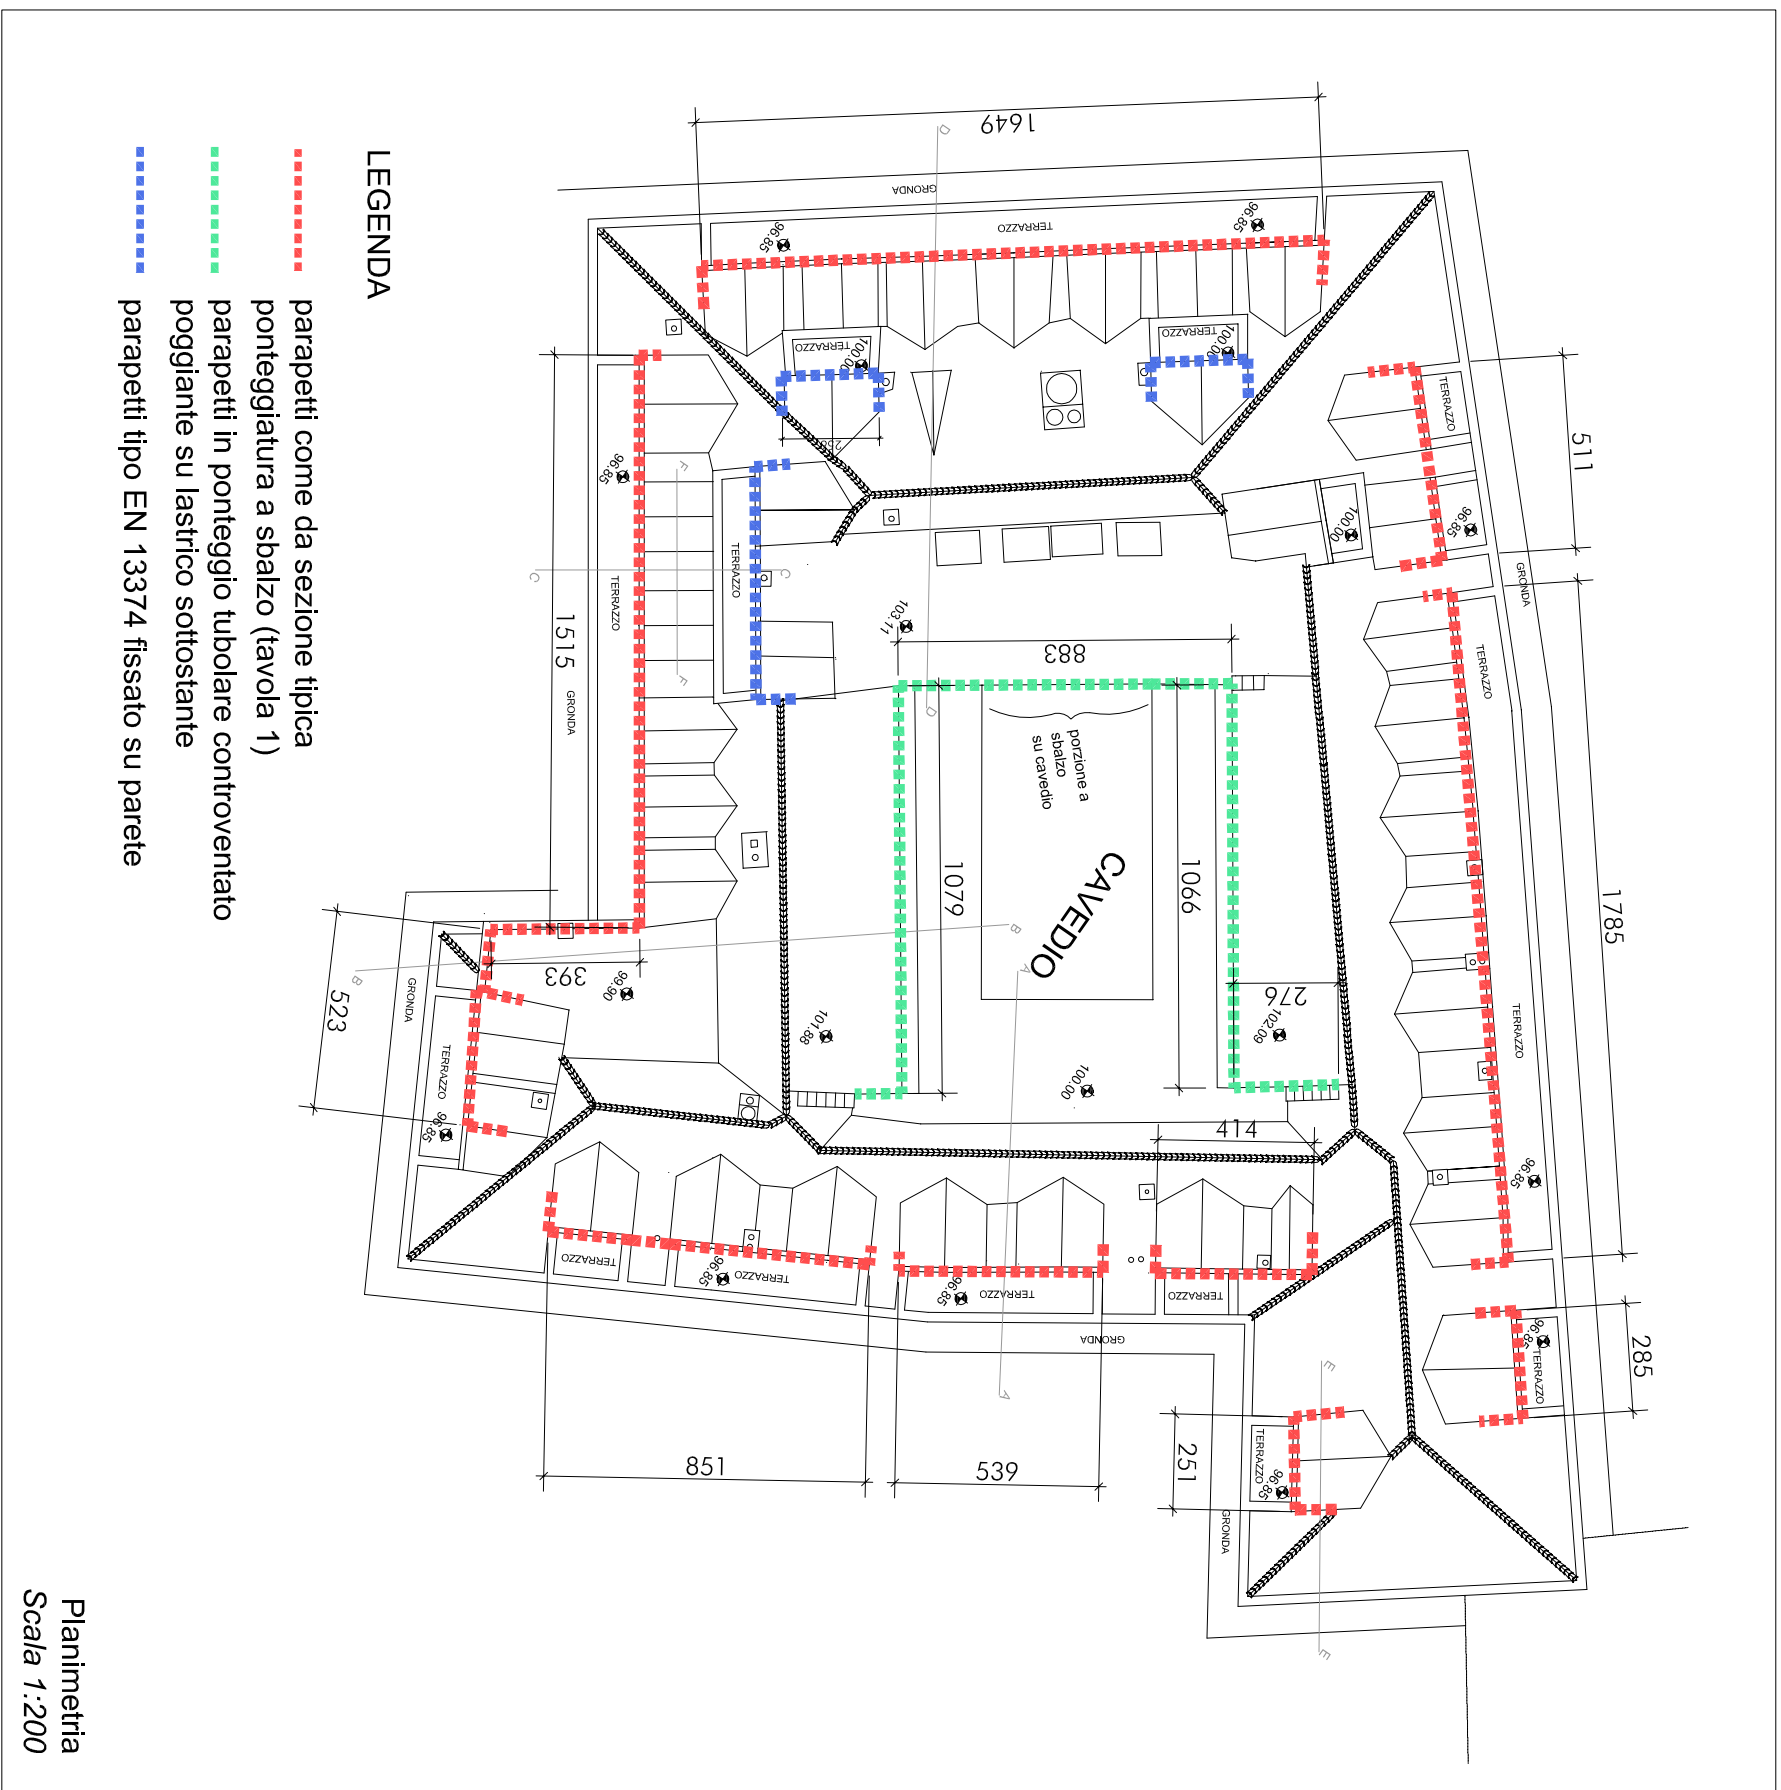 LEGENDA
parapetti come da sezione tipica
ponteggiatura a sbalzo (tavola 1)
parapetti in ponteggio tubolare controventato
poggiante su lastrico sottostante
parapetti tipo EN 13374 fissato su parete
Planimetria
Scala 1:200
CAVEDIO
porzione a
sbalzo
su cavedio
1649
GRONDA
TERRAZZO
96.85
96.85
TERRAZZO
100.00
TERRAZZO
100.00
D
D
511
TERRAZZO
96.85
100.00
GRONDA
1785
TERRAZZO
TERRAZZO
96.85
285
96.85
TERRAZZO
1515
96.85
TERRAZZO
GRONDA
TERRAZZO
F
F
C
C
103.11
883
1079
1066
276
102.09
101.88
100.00
B
B
A
A
393
99.90
523
GRONDA
TERRAZZO
96.85
414
TERRAZZO
96.85
TERRAZZO
96.85
TERRAZZO
TERRAZZO
GRONDA
851
539
251
TERRAZZO
96.85
GRONDA
E
E